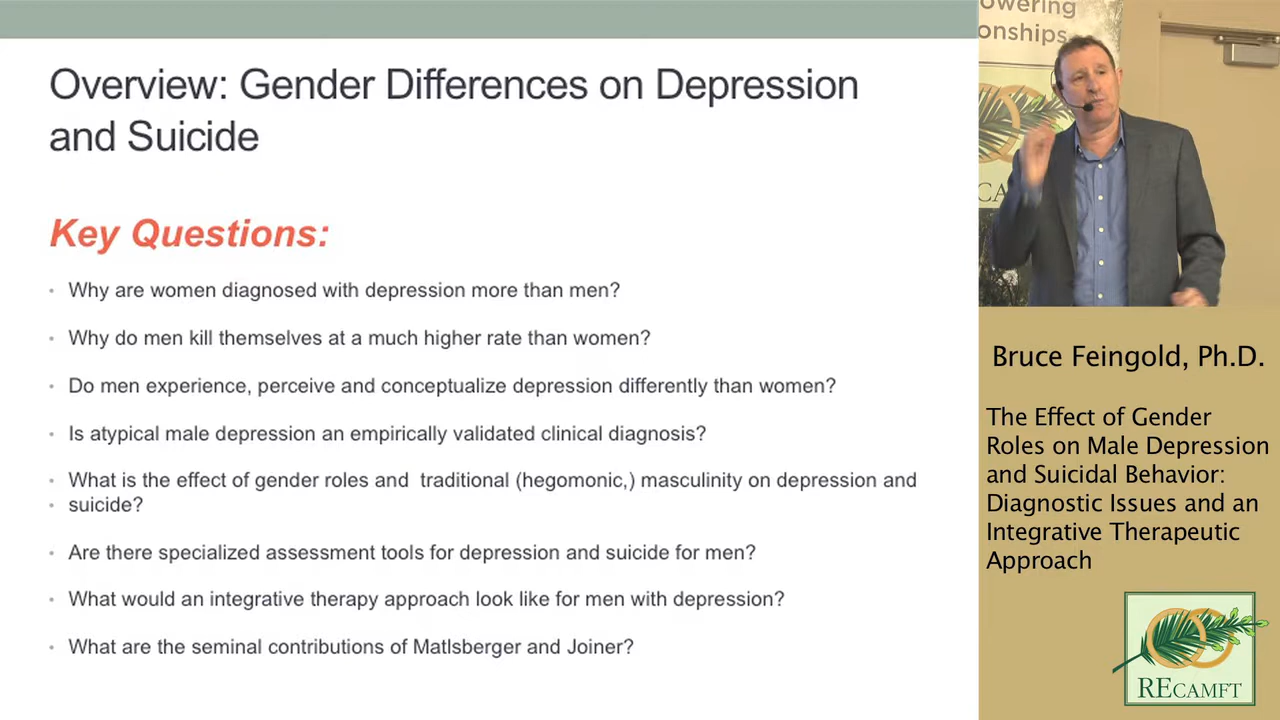 Overview: Gender Differences on Depression
and Suicide
Key Questions:
• Why are women diagnosed with depression more than men?
• Why do men kill themselves at a much higher rate than women?
• Do men experience, perceive and conceptualize depression differently than women?
• Is atypical male depression an empirically validated clinical diagnosis?
• What is the effect of gender roles and  traditional (hegomonic,) masculinity on depression and
• suicide?
• Are there specialized assessment tools for depression and suicide for men?
• What would an integrative therapy approach look like for men with depression?
• What are the seminal contributions of Matlsberger and Joiner?
owering
onships
CA
Bruce Feingold, Ph.D.
The Effect of Gender
Roles on Male Depression
and Suicidal Behavior:
Diagnostic Issues and an
Integrative Therapeutic
Approach
RECAMFT